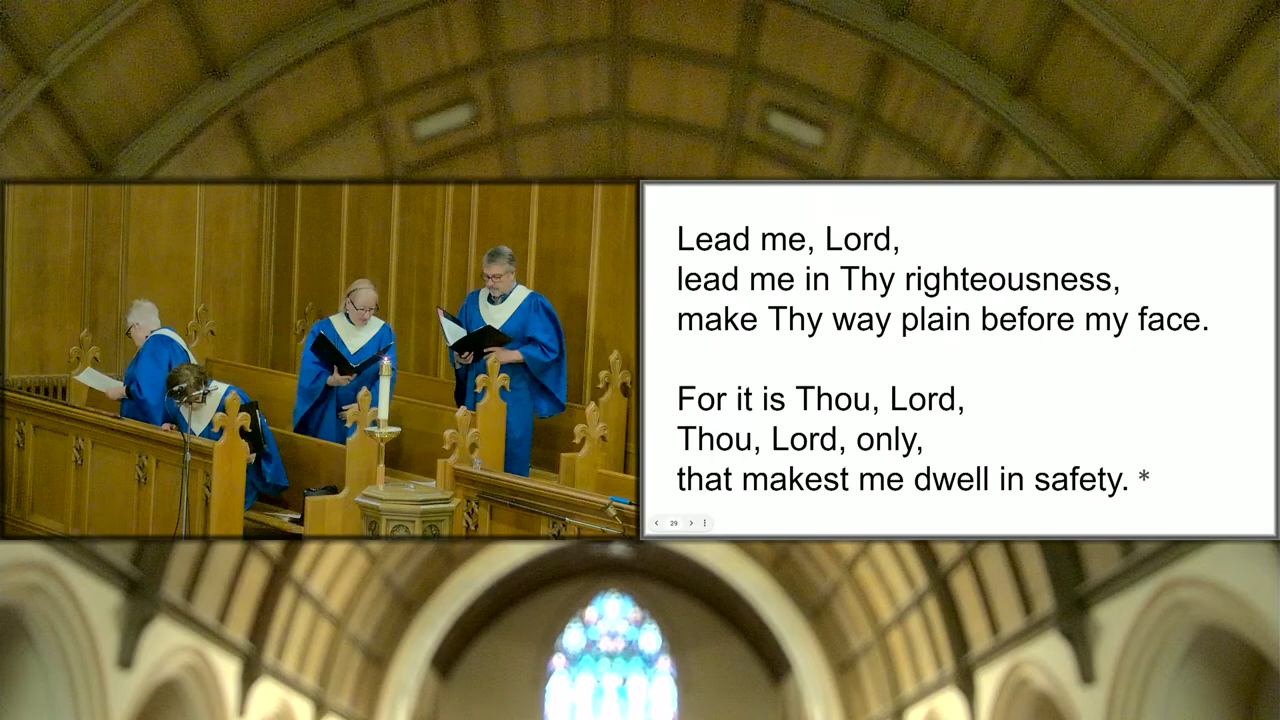 Lead me, Lord,
lead me in Thy righteousness,
make Thy way plain before my face.
For it is Thou, Lord,
Thou, Lord, only,
that makest me dwell in safety. *
29